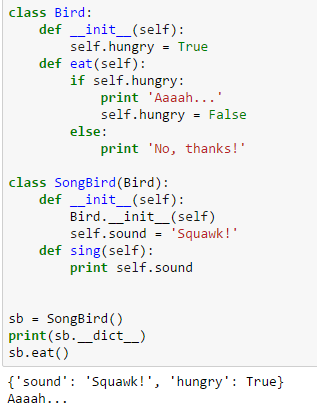 class Bird:
    def __init__(self):
        self.hungry = True
    def eat(self):
        if self.hungry:
            print 'Aaaah...'
            self.hungry = False
        else:
            print 'No, thanks!'

class SongBird(Bird):
    def __init__(self):
        Bird.__init__(self)
        self.sound = 'Squawk!'
    def sing(self):
        print self.sound


sb = SongBird()
print(sb.__dict__)
sb.eat()

{'sound': 'Squawk!', 'hungry': True}
Aaaah...